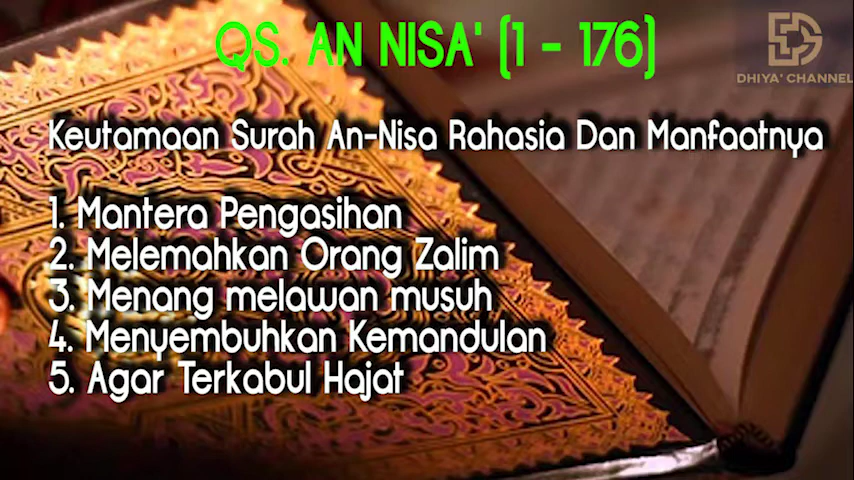 QS. AN NISA' (1 - 176)
DHIYA' CHANNEL
Keutamaan Surah An-Nisa Rahasia Dan Manfaatnya
1. Mantera Pengasihan
2. Melemahkan Orang Zalim
3. Menang melawan musuh
4. Menyembuhkan Kemandulan
5. Agar Terkabul Hajat